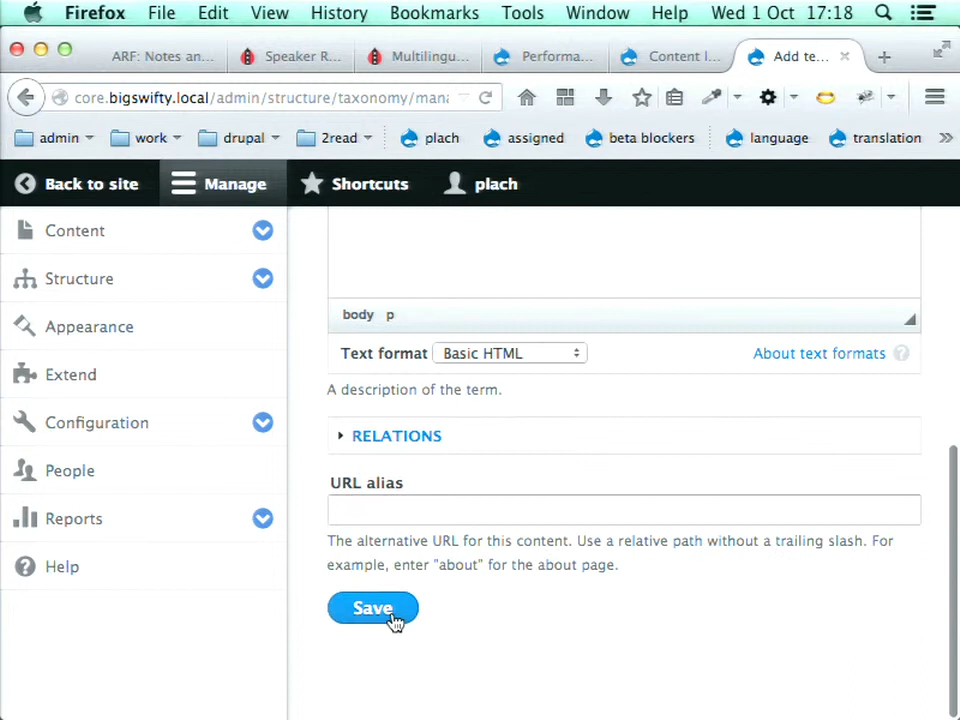 Firefox File Edit View History Bookmarks Tools Window Help Wed 1 Oct 17:18
ARF: Notes an... Speaker R... Multilingu... Performa... Content l... Add te...
core.bigswifty.local/admin/structure/taxonomy/mana
admin work drupal 2read plach assigned beta blockers language translation
Back to site Manage Shortcuts plach
Content
Structure
Appearance
Extend
Configuration
People
Reports
Help
body p
Text format Basic HTML About text formats ?
A description of the term.
RELATIONS
URL alias
The alternative URL for this content. Use a relative path without a trailing slash. For
example, enter "about" for the about page.
Save